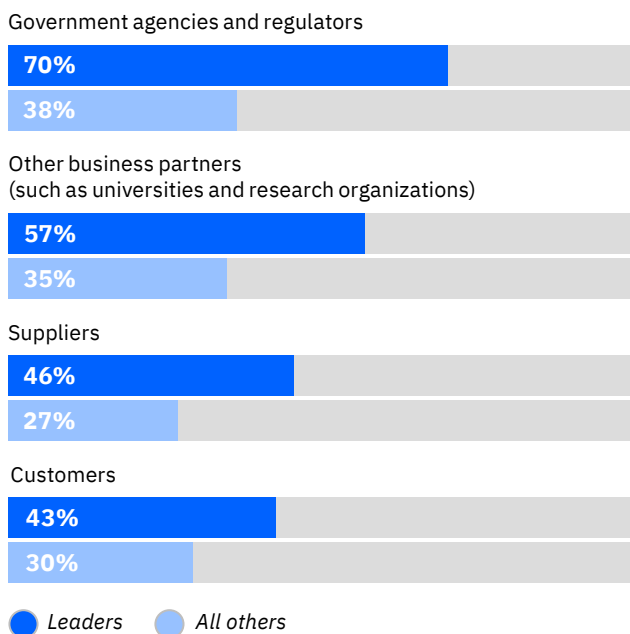 Government agencies and regulators
70%
38%
Other business partners
(such as universities and research organizations)
57%
35%
Suppliers
46%
27%
Customers
43%
30%
Leaders All others